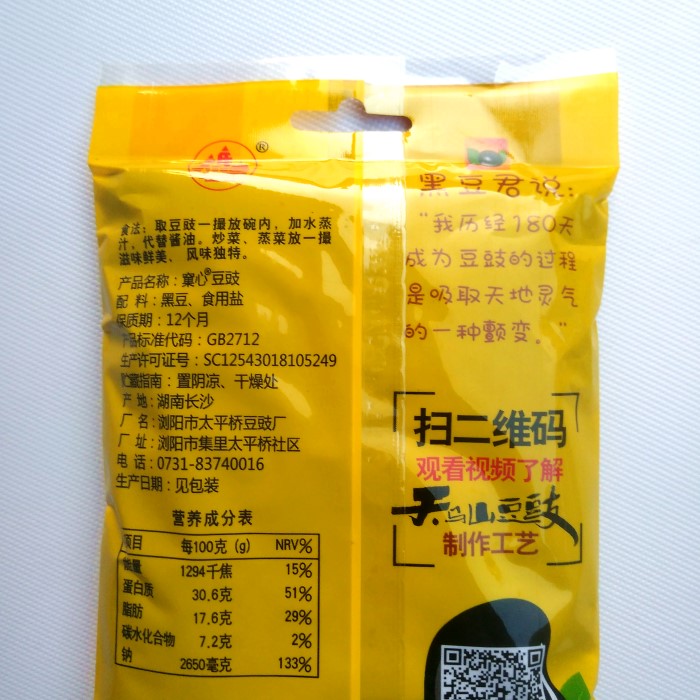 ®
食法：取豆豉一撮放碗内，加水蒸
汁，代替酱油。炒菜、蒸菜放一撮
滋味鲜美、风味独特。
产品名称：窠心®豆豉
配 料：黑豆、食用盐
保质期：12个月
产品标准代码：GB2712
生产许可证号：SC12543018105249
贮藏指南：置阴凉、干燥处
产 地：湖南长沙
厂 名：浏阳市太平桥豆豉厂
厂 址：浏阳市集里太平桥社区
电 话：0731-83740016
生产日期：见包装
营养成分表
项目 每100克（g） NRV%
能量 1294千焦 15%
蛋白质 30.6克 51%
脂肪 17.6克 29%
碳水化合物 7.2克 2%
钠 2650毫克 133%
黑豆君说：
“我历经180天
成为豆豉的过程
是吸取天地灵气
的一种颤变。”
扫二维码
观看视频了解
天马山豆豉
制作工艺